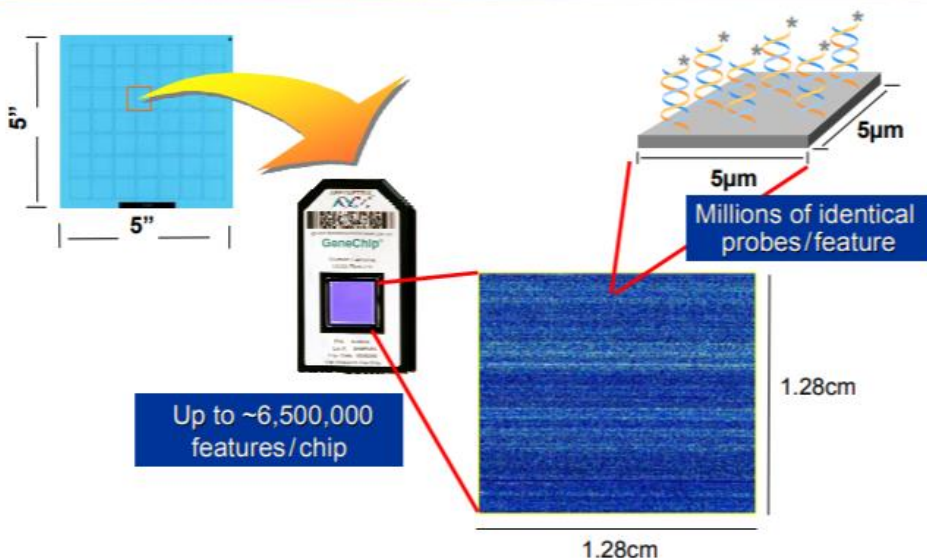 5"
5"
*
*
*
*
*
*
*
5µm
5µm
Millions of identical
probes/feature
GeneChip®
1.28cm
Up to ~6,500,000
features/chip
1.28cm